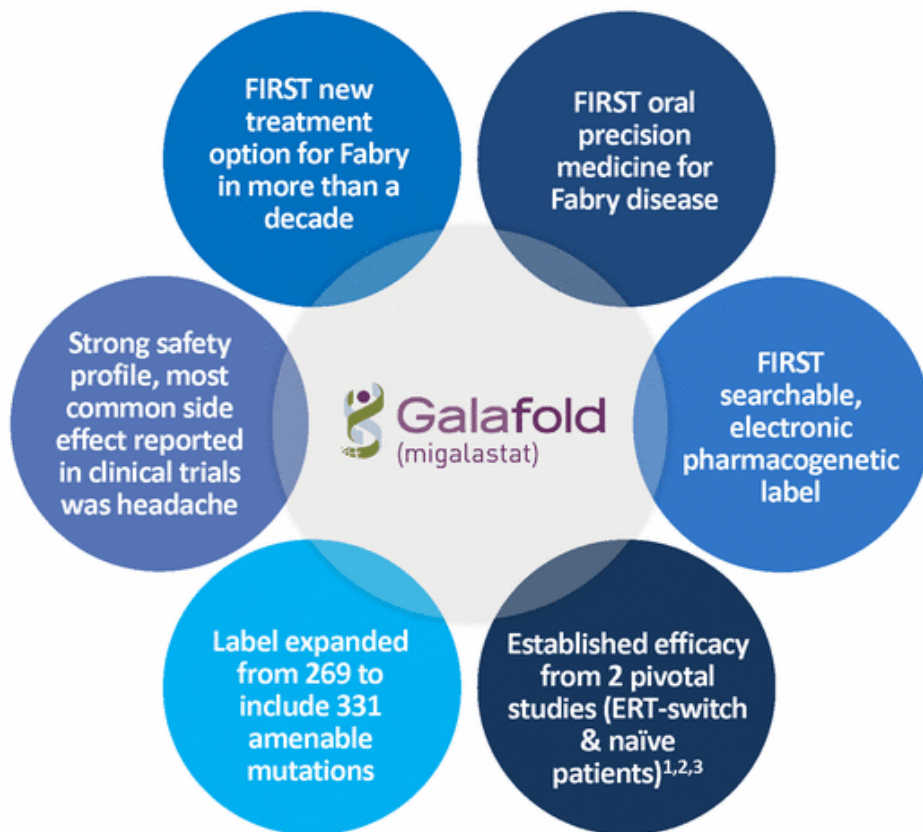 FIRST new
treatment
option for Fabry
in more than a
decade
FIRST oral
precision
medicine for
Fabry disease
Strong safety
profile, most
common side
effect reported
in clinical trials
was headache
Galafold
(migalastat)
FIRST
searchable,
electronic
pharmacogenetic
label
Label expanded
from 269 to
include 331
amenable
mutations
Established efficacy
from 2 pivotal
studies (ERT-switch
& naïve
patients)1,2,3